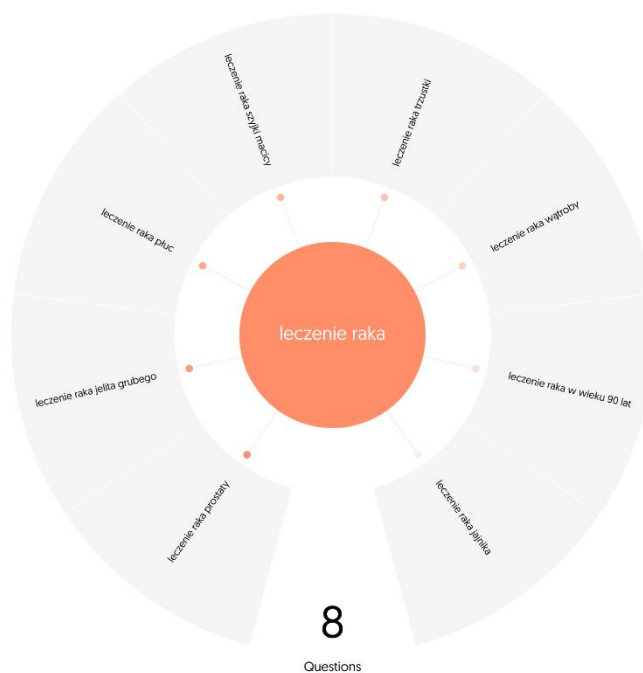 leczenie raka prostaty
leczenie raka jelita grubego
leczenie raka płuc
leczenie raka szyjki macicy
leczenie raka trzustki
leczenie raka wątroby
leczenie raka w wieku 90 lat
leczenie raka jajnika
leczenie raka
8
Questions